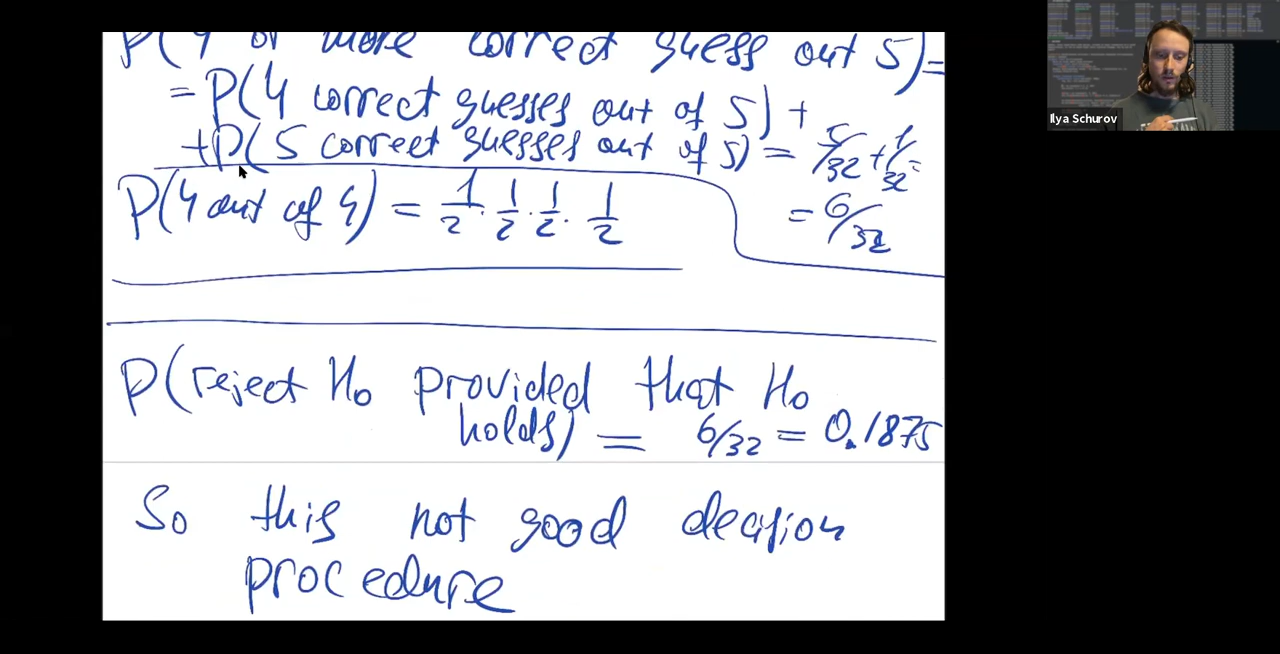 P(4 or more correct guess out 5) =
= P(4 correct guesses out of 5) +
+ P(5 correct guesses out of 5) = 5/32 + 1/32 =
= 6/32
P(4 out of 4) = 1/2 · 1/2 · 1/2 · 1/2
P(reject H₀ provided that H₀
holds) = 6/32 = 0.1875
So this not good decision
procedure
Ilya Schurov